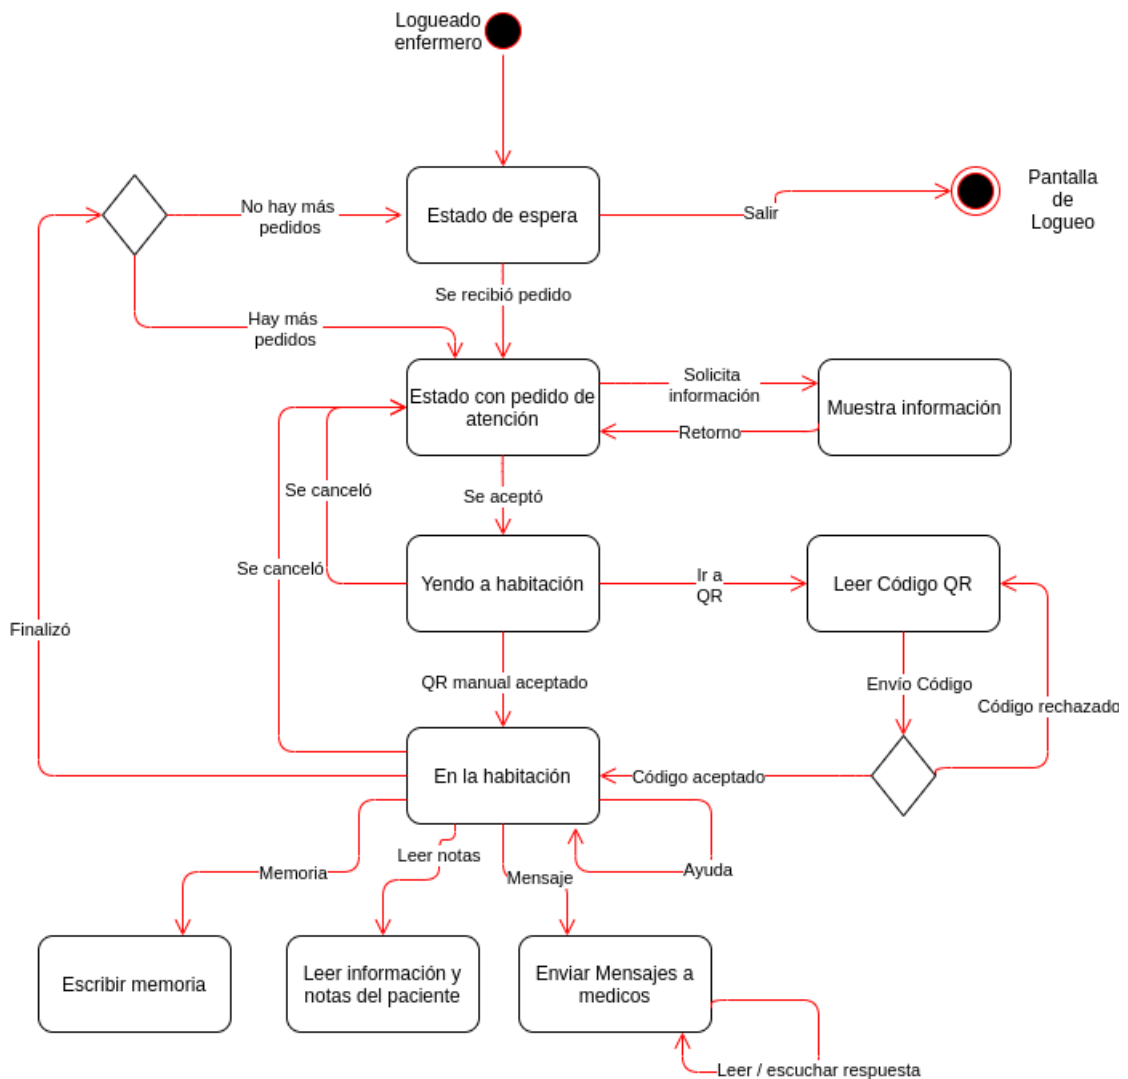 Logueado
enfermero
Pantalla
de
Logueo
No hay más
pedidos
Estado de espera
Salir
Se recibió pedido
Hay más
pedidos
Estado con pedido de
atención
Solicita
información
Muestra información
Retorno
Se canceló
Se aceptó
Se canceló
Yendo a habitación
Ir a
QR
Leer Código QR
Finalizó
QR manual aceptado
Envío Código
Código rechazado
En la habitación
Código aceptado
Memoria
Leer notas
Mensaje
Ayuda
Escribir memoria
Leer información y
notas del paciente
Enviar Mensajes a
medicos
Leer / escuchar respuesta